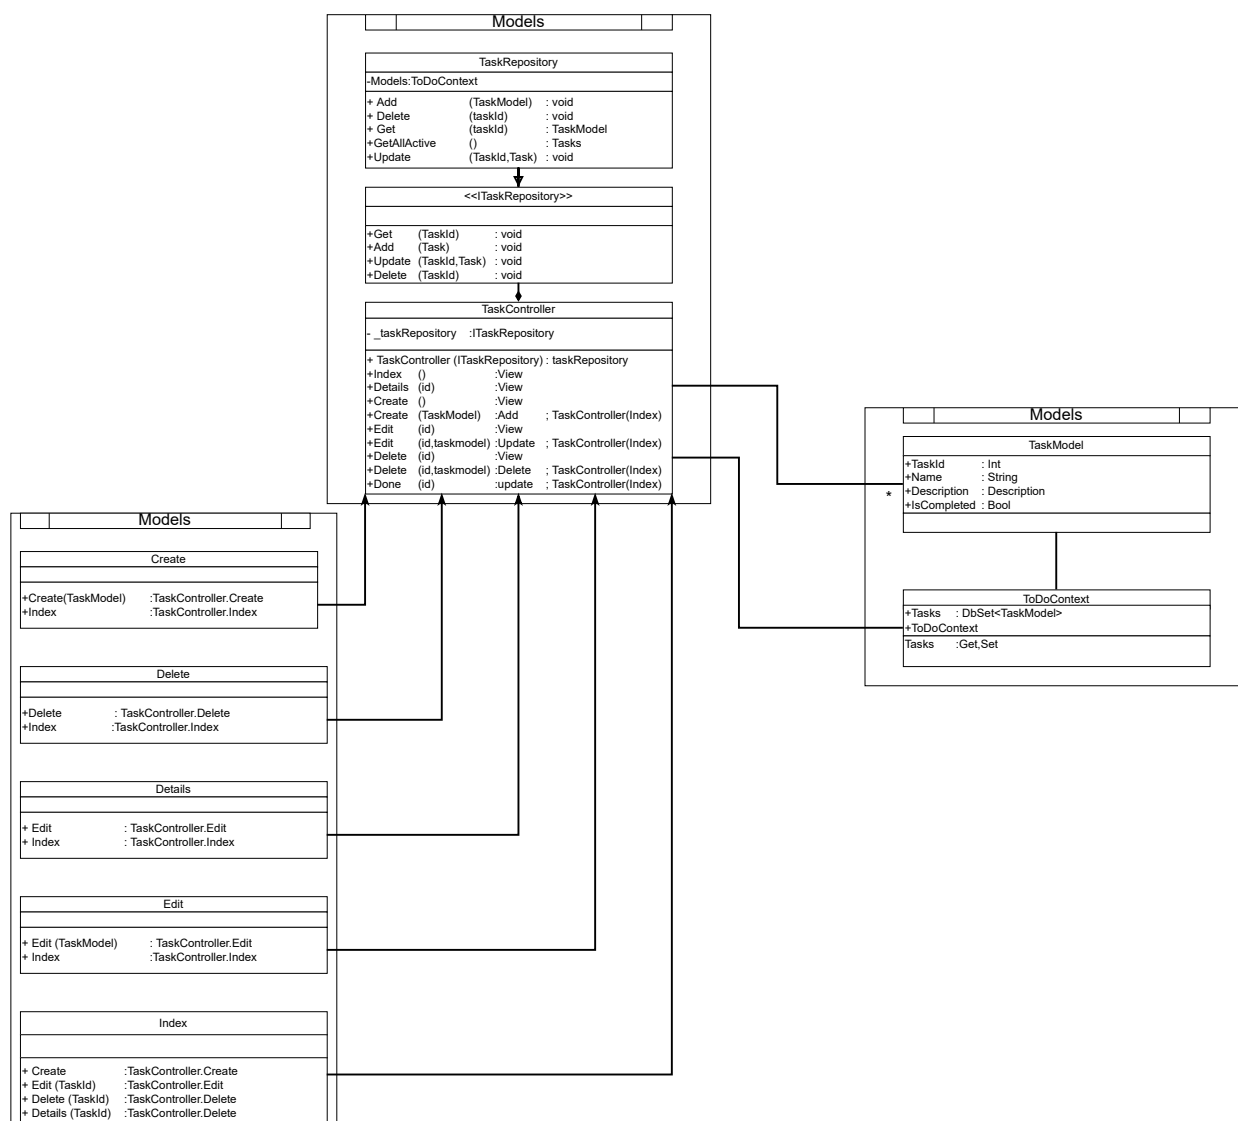 Models
TaskRepository
-Models:ToDoContext
+ Add (TaskModel) : void
+ Delete (taskId) : void
+ Get (taskId) : TaskModel
+GetAllActive () : Tasks
+Update (TaskId,Task) : void
<<ITaskRepository>>
+Get (TaskId) : void
+Add (Task) : void
+Update (TaskId,Task) : void
+Delete (TaskId) : void
TaskController
- _taskRepository :ITaskRepository
+ TaskController (ITaskRepository) : taskRepository
+Index () :View
+Details (id) :View
+Create () :View
+Create (TaskModel) :Add ; TaskController(Index)
+Edit (id) :View
+Edit (id,taskmodel) :Update ; TaskController(Index)
+Delete (id) :View
+Delete (id,taskmodel) :Delete ; TaskController(Index)
+Done (id) :update ; TaskController(Index)
Models
TaskModel
+TaskId : Int
+Name : String
+Description : Description
+IsCompleted : Bool
*
ToDoContext
+Tasks : DbSet<TaskModel>
+ToDoContext
Tasks :Get,Set
Models
Create
+Create(TaskModel) :TaskController.Create
+Index :TaskController.Index
Delete
+Delete : TaskController.Delete
+Index :TaskController.Index
Details
+ Edit : TaskController.Edit
+ Index : TaskController.Index
Edit
+ Edit (TaskModel) : TaskController.Edit
+ Index :TaskController.Index
Index
+ Create :TaskController.Create
+ Edit (TaskId) :TaskController.Edit
+ Delete (TaskId) :TaskController.Delete
+ Details (TaskId) :TaskController.Delete